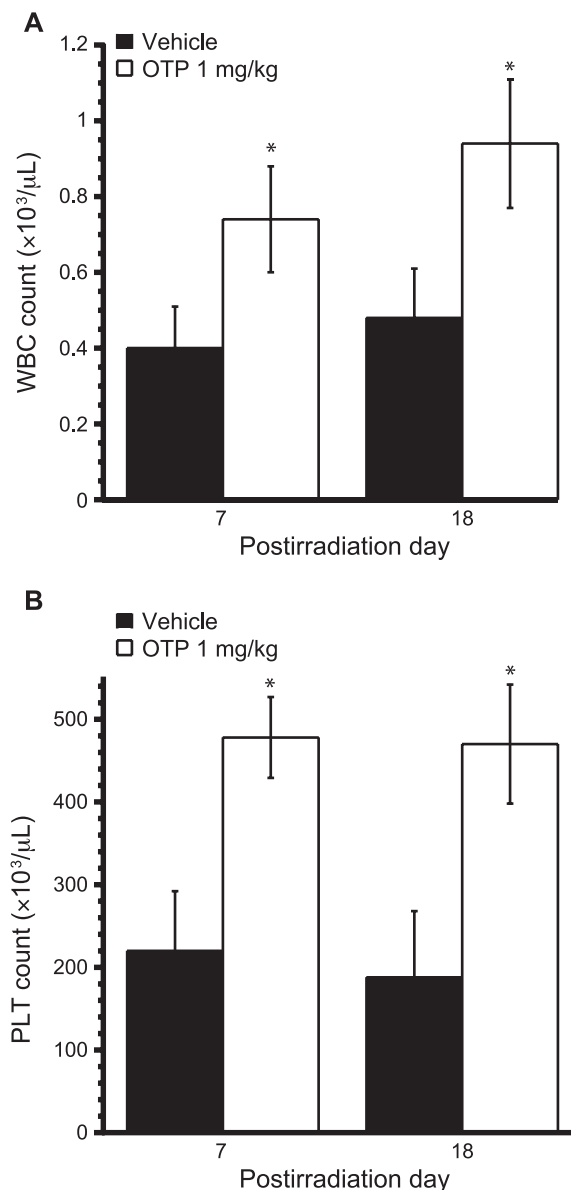 A
Vehicle
OTP 1 mg/kg
1.2
1
0.8
0.6
0.4
0.2
0
WBC count (×10³/μL)
*
*
7
18
Postirradiation day
B
Vehicle
OTP 1 mg/kg
500
400
300
200
100
0
PLT count (×10³/μL)
*
*
7
18
Postirradiation day